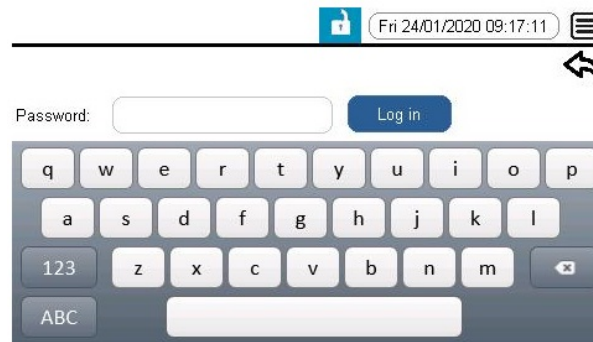 Fri 24/01/2020 09:17:11
Password: Log in
q w e r t y u i o p
a s d f g h j k l
123 z x c v b n m
ABC